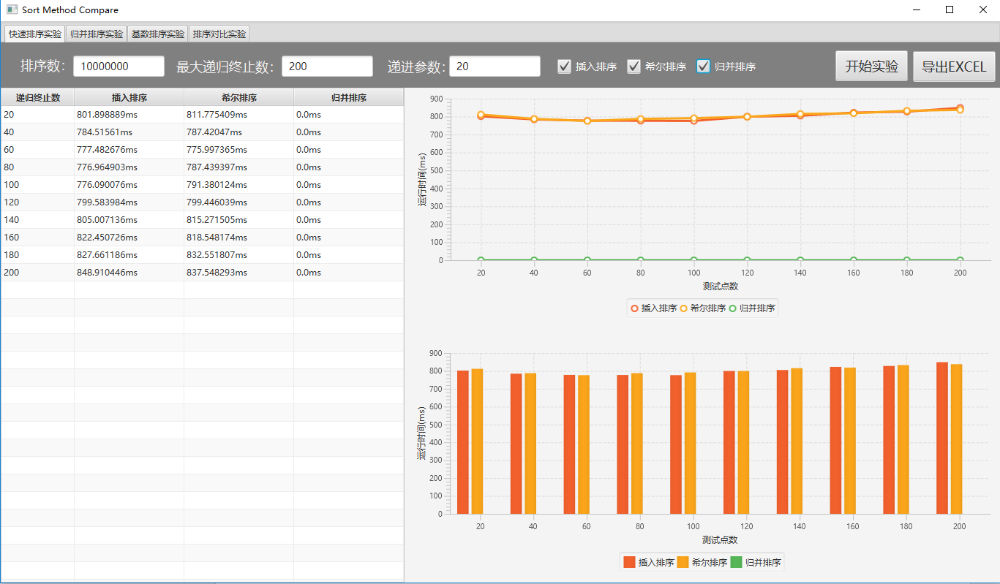 Sort Method Compare
快速排序实验 归并排序实验 基数排序实验 排序对比实验
排序数: 10000000 最大递归终止数: 200 递进参数: 20 插入排序 希尔排序 归并排序 开始实验 导出EXCEL
递归终止数 插入排序 希尔排序 归并排序
20 801.898889ms 811.775409ms 0.0ms
40 784.51561ms 787.42047ms 0.0ms
60 777.482676ms 775.997365ms 0.0ms
80 776.964903ms 787.439397ms 0.0ms
100 776.090076ms 791.380124ms 0.0ms
120 799.583984ms 799.446039ms 0.0ms
140 805.007136ms 815.271505ms 0.0ms
160 822.450726ms 818.548174ms 0.0ms
180 827.661186ms 832.551807ms 0.0ms
200 848.910446ms 837.548293ms 0.0ms
900
800
700
600
500
400
300
200
100
0
运行时间(ms)
20 40 60 80 100 120 140 160 180 200
测试点数
插入排序 希尔排序 归并排序
900
800
700
600
500
400
300
200
100
0
运行时间(ms)
20 40 60 80 100 120 140 160 180 200
测试点数
插入排序 希尔排序 归并排序